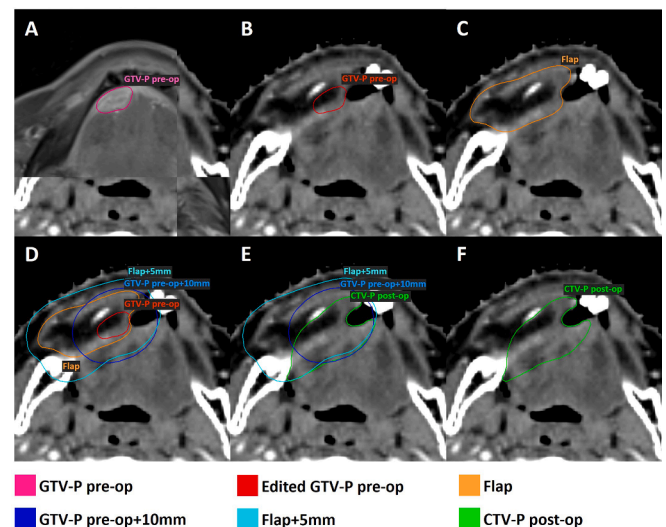 A
B
C
GTV-P pre-op
GTV-P pre-op
Flap
D
E
F
Flap+5mm
GTV-P pre-op+10mm
GTV-P pre-op
Flap
Flap+5mm
GTV-P pre-op+10mm
CTV-P post-op
CTV-P post-op
GTV-P pre-op
Edited GTV-P pre-op
Flap
GTV-P pre-op+10mm
Flap+5mm
CTV-P post-op